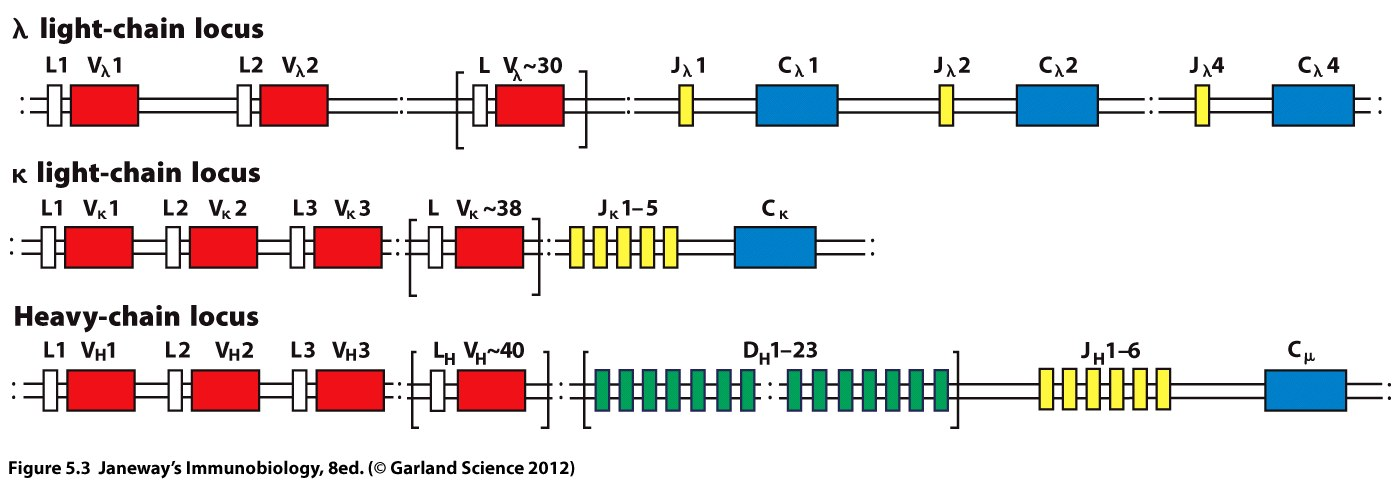 λ light-chain locus
L1 Vλ1 L2 Vλ2 L Vλ~30 Jλ1 Cλ1 Jλ2 Cλ2 Jλ4 Cλ4
κ light-chain locus
L1 Vκ1 L2 Vκ2 L3 Vκ3 L Vκ~38 Jκ1–5 Cκ
Heavy-chain locus
L1 VH1 L2 VH2 L3 VH3 LH VH~40 DH1–23 JH1–6 Cμ
Figure 5.3 Janeway's Immunobiology, 8ed. (© Garland Science 2012)